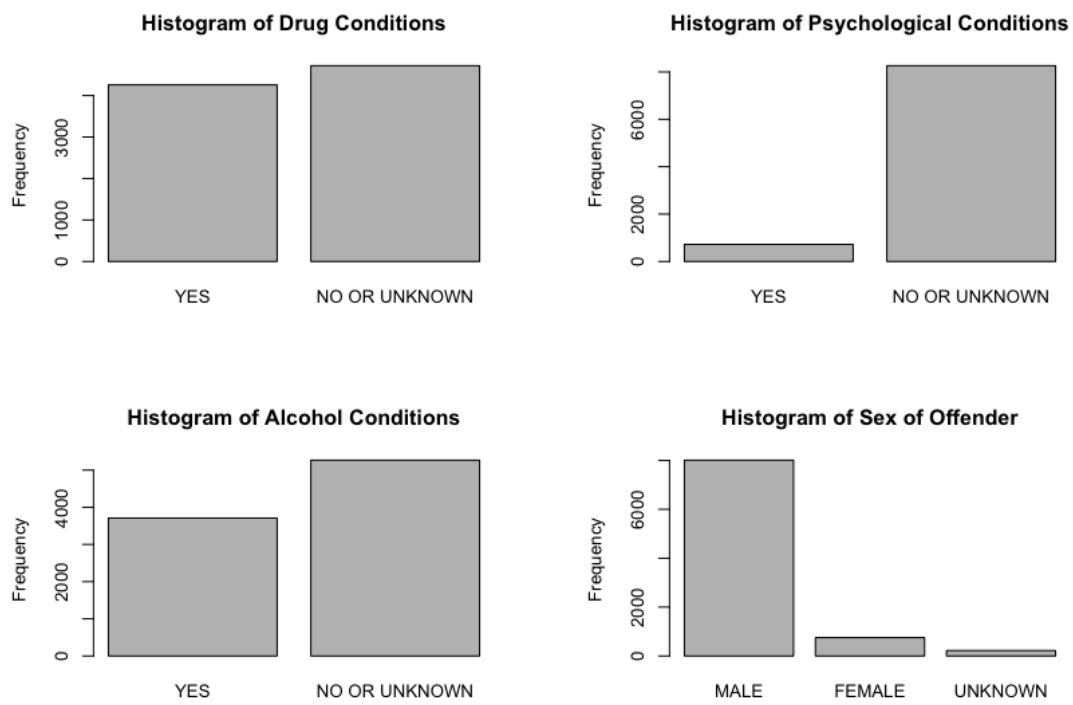 Histogram of Drug Conditions
Frequency
0
1000
3000
YES
NO OR UNKNOWN
Histogram of Psychological Conditions
Frequency
0
2000
6000
YES
NO OR UNKNOWN
Histogram of Alcohol Conditions
Frequency
0
2000
4000
YES
NO OR UNKNOWN
Histogram of Sex of Offender
Frequency
0
2000
6000
MALE
FEMALE
UNKNOWN